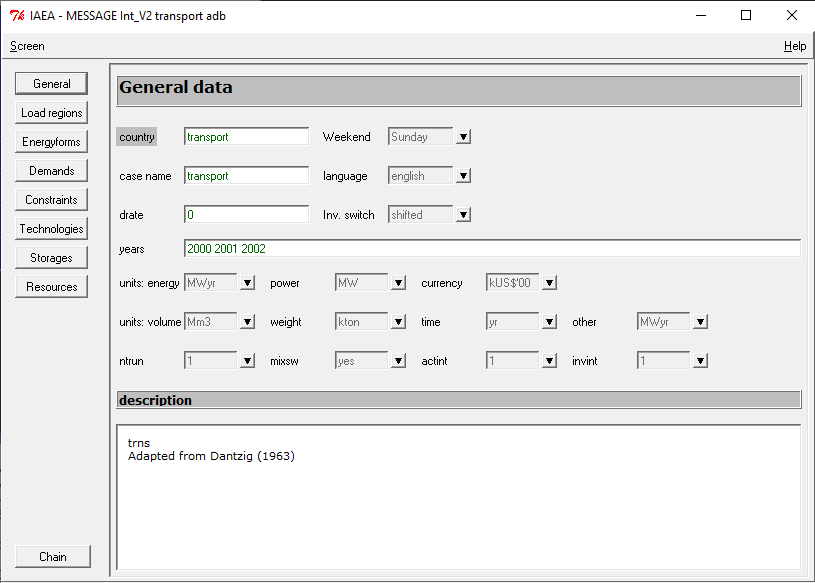 IAEA - MESSAGE Int_V2 transport adb
Screen Help
General
Load regions
Energyforms
Demands
Constraints
Technologies
Storages
Resources
Chain
General data
country transport Weekend Sunday
case name transport language english
drate 0 Inv. switch shifted
years 2000 2001 2002
units: energy MWyr power MW currency kUS$'00
units: volume Mm3 weight kton time yr other MWyr
ntrun 1 mixsw yes actint 1 invint 1
description
trns
Adapted from Dantzig (1963)